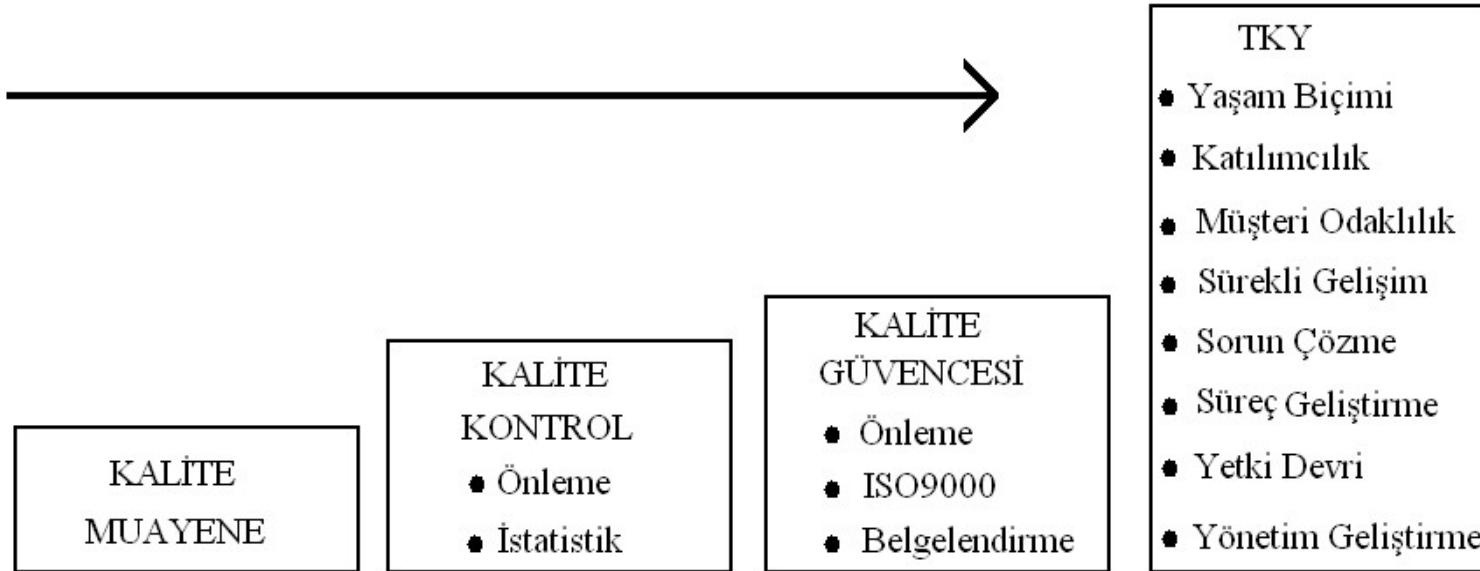 KALİTE
MUAYENE
KALİTE
KONTROL
● Önleme
● İstatistik
KALİTE
GÜVENCESİ
● Önleme
● ISO9000
● Belgelendirme
TKY
● Yaşam Biçimi
● Katılımcılık
● Müşteri Odaklılık
● Sürekli Gelişim
● Sorun Çözme
● Süreç Geliştirme
● Yetki Devri
● Yönetim Geliştirme